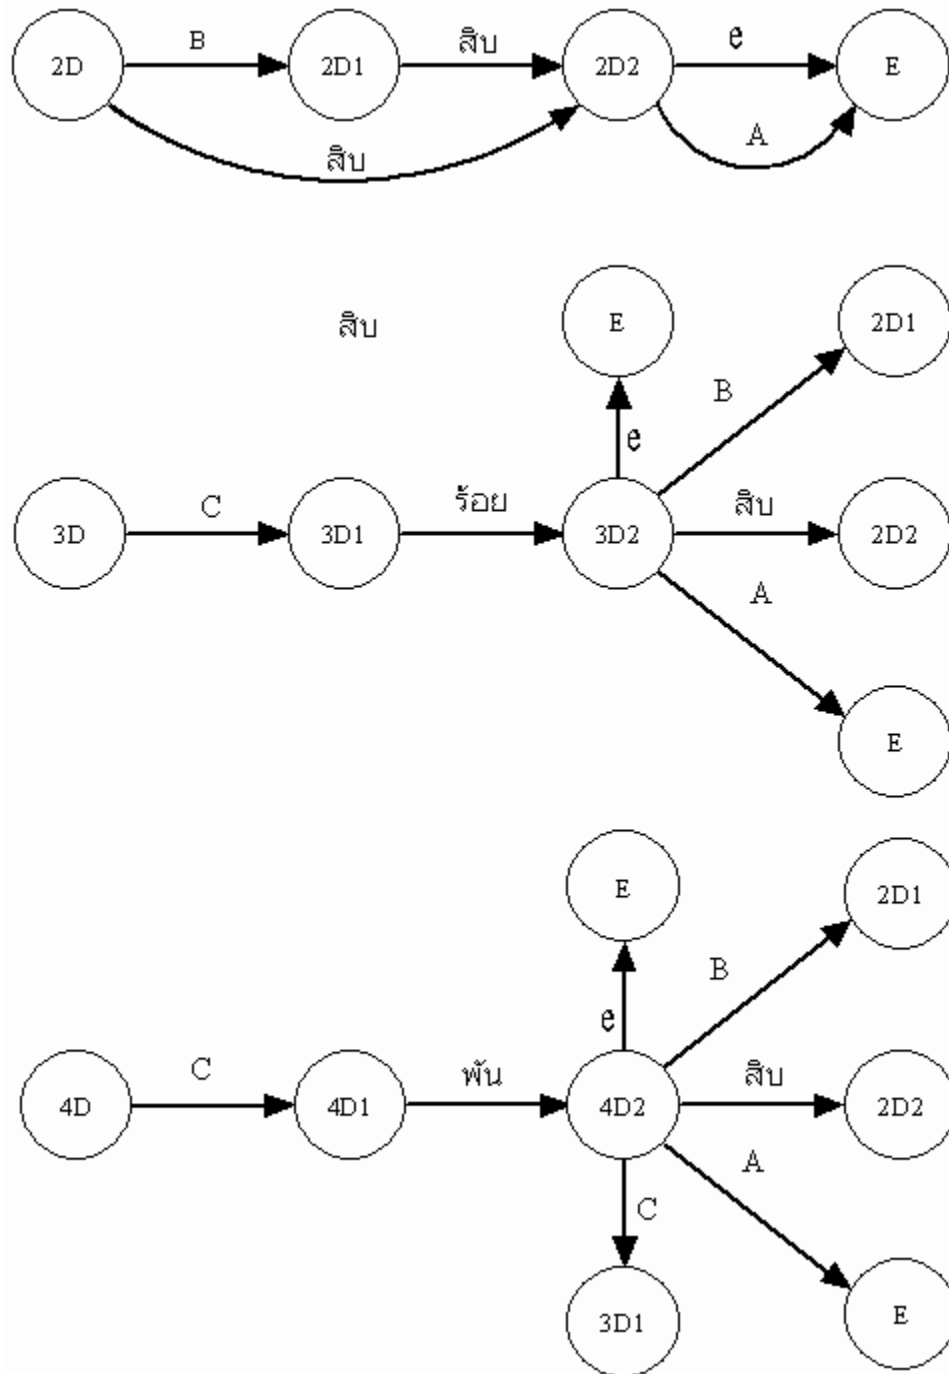 B สิบ e
2D 2D1 2D2 E
สิบ A
E 2D1
สิบ
B
e
C ร้อย สิบ
3D 3D1 3D2 2D2
A
E
E 2D1
B
e
C พัน สิบ
4D 4D1 4D2 2D2
A
C
3D1 E